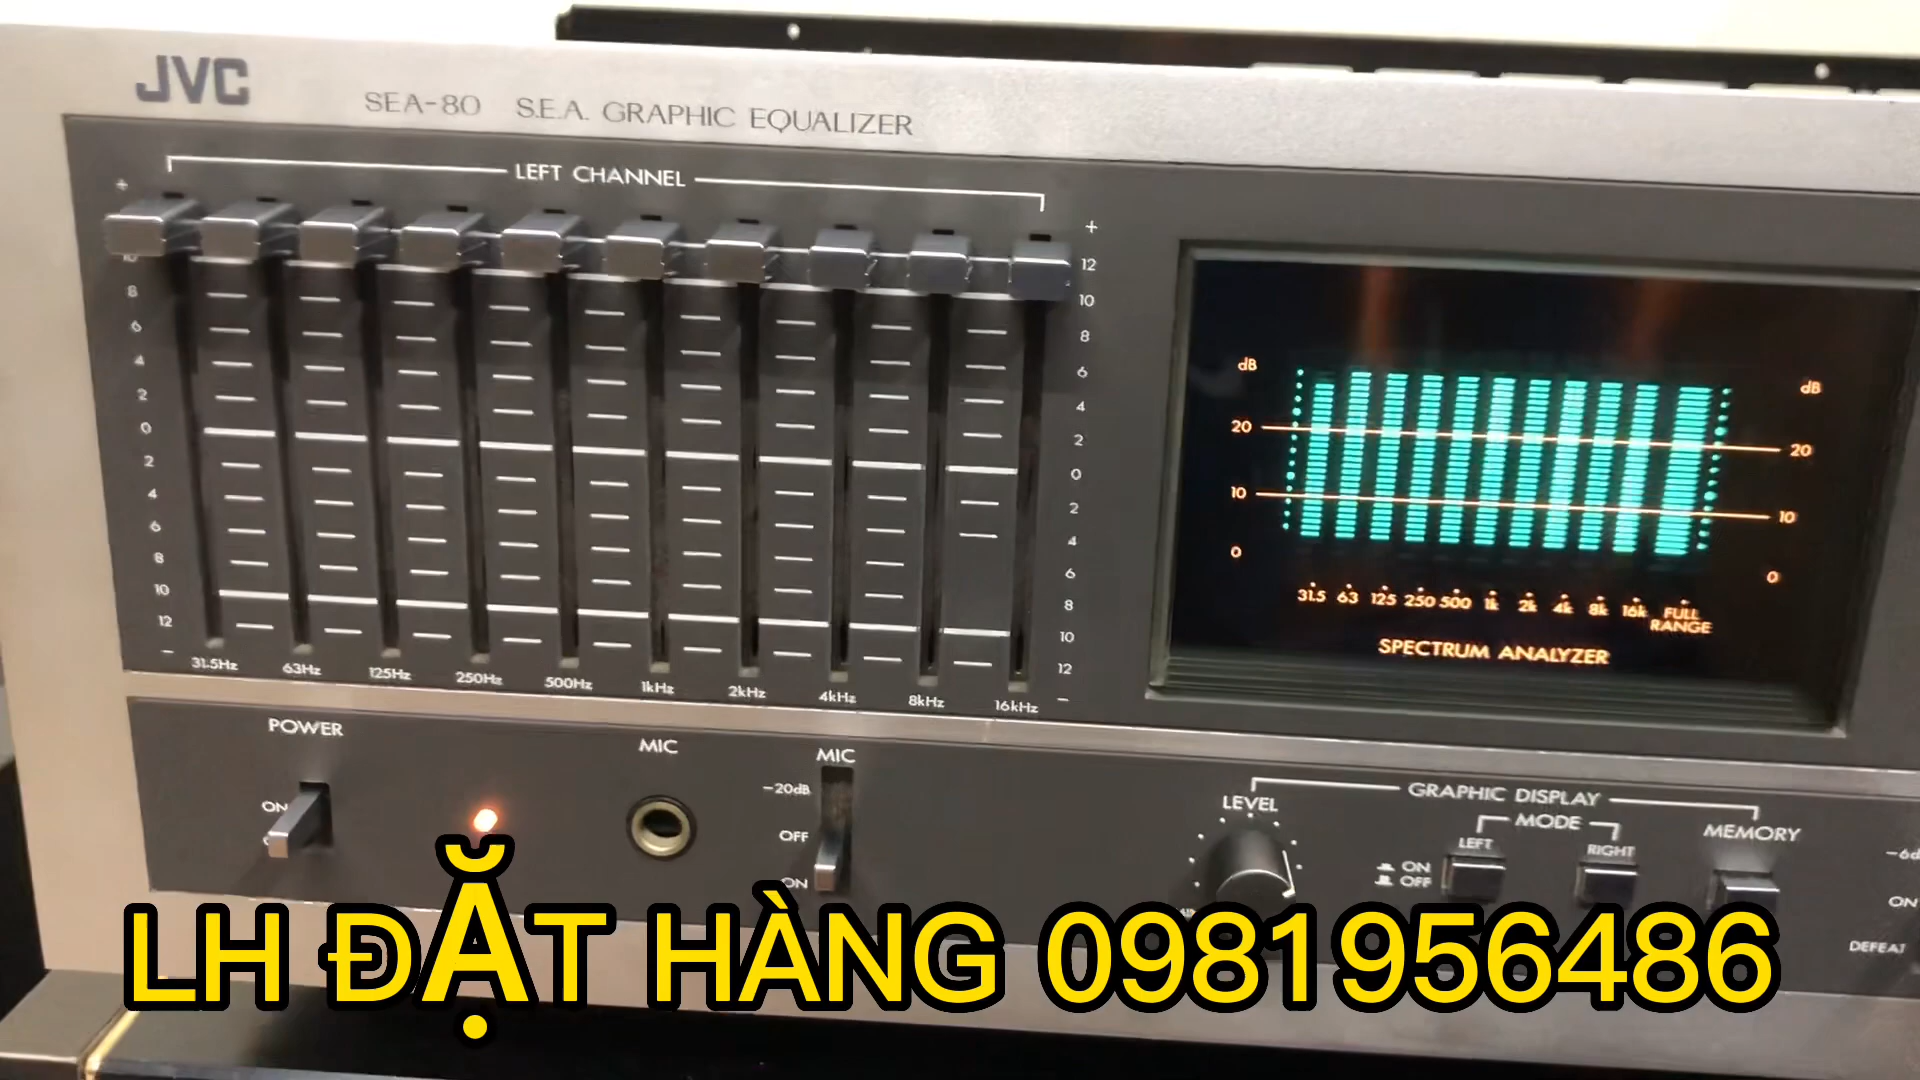 JVC
SEA-80 S.E.A. GRAPHIC EQUALIZER
LEFT CHANNEL
+ +
12
10 10
8 8
6 6
4 4
2 2
0 0
2 2
4 4
6 6
8 8
10 10
12 12
− −
31.5Hz 63Hz 125Hz 250Hz 500Hz 1kHz 2kHz 4kHz 8kHz 16kHz
dB dB
20 20
10 10
0 0
31.5 63 125 250 500 1k 2k 4k 8k 16k FULL
RANGE
SPECTRUM ANALYZER
POWER
ON
MIC
MIC
−20dB
OFF
ON
GRAPHIC DISPLAY
LEVEL
MODE
LEFT RIGHT
MEMORY
ON
OFF
ON
DEFEAT
LH ĐẶT HÀNG 0981956486